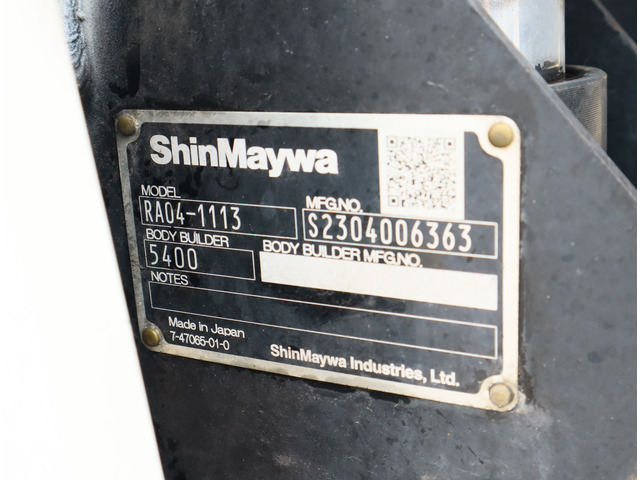 ShinMaywa
MODEL
RA04-1113
MFG.NO.
S2304006363
BODY BUILDER
5400
BODY BUILDER MFG.NO.
NOTES
Made in Japan
7-47065-01-0
ShinMaywa Industries, Ltd.